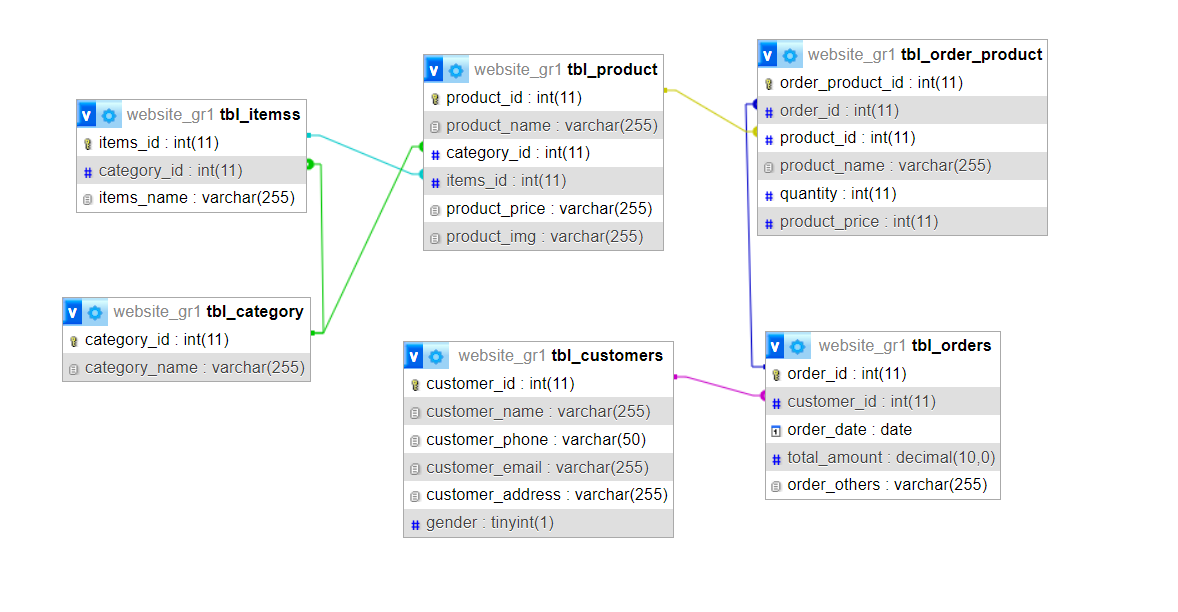 v website_gr1 tbl_itemss
items_id : int(11)
# category_id : int(11)
items_name : varchar(255)
v website_gr1 tbl_category
category_id : int(11)
category_name : varchar(255)
v website_gr1 tbl_product
product_id : int(11)
product_name : varchar(255)
# category_id : int(11)
# items_id : int(11)
product_price : varchar(255)
product_img : varchar(255)
v website_gr1 tbl_customers
customer_id : int(11)
customer_name : varchar(255)
customer_phone : varchar(50)
customer_email : varchar(255)
customer_address : varchar(255)
# gender : tinyint(1)
v website_gr1 tbl_order_product
order_product_id : int(11)
# order_id : int(11)
# product_id : int(11)
product_name : varchar(255)
# quantity : int(11)
# product_price : int(11)
v website_gr1 tbl_orders
order_id : int(11)
# customer_id : int(11)
order_date : date
# total_amount : decimal(10,0)
order_others : varchar(255)